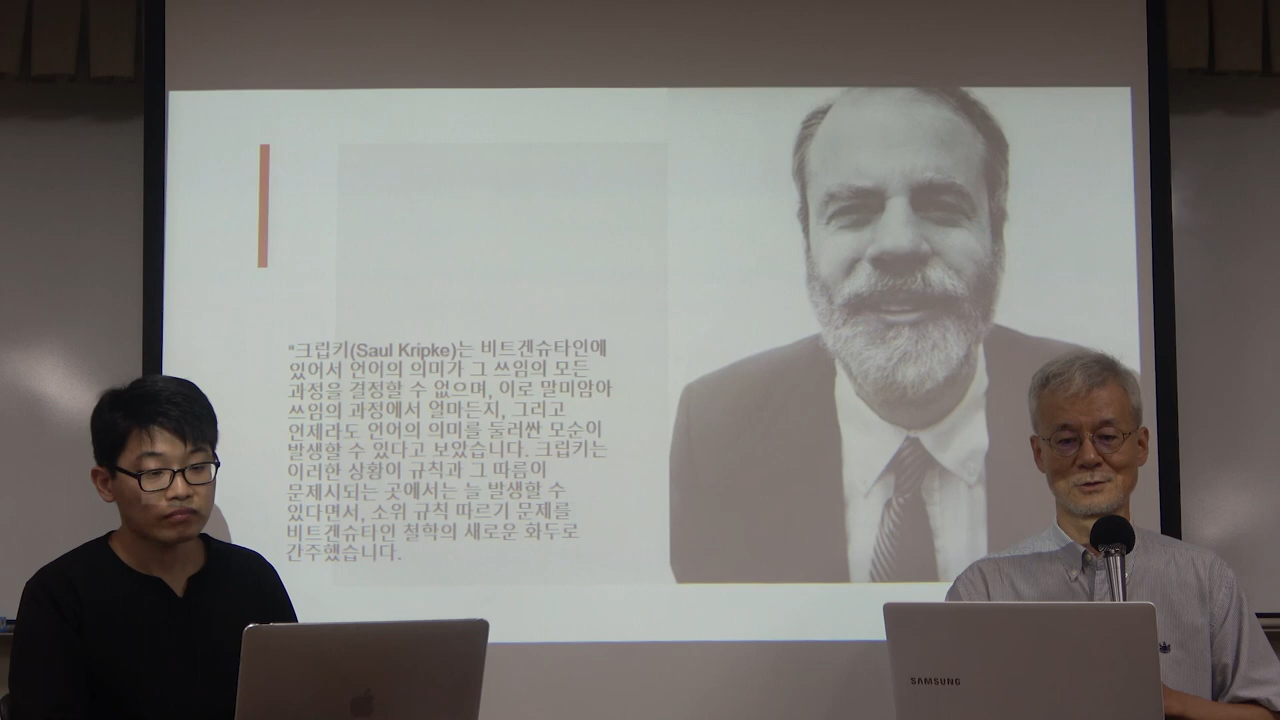 "크립키(Saul Kripke)는 비트겐슈타인에
있어서 언어의 의미가 그 쓰임의 모든
과정을 결정할 수 없으며, 이로 말미암아
쓰임의 과정에서 얼마든지, 그리고
언제라도 언어의 의미를 둘러싼 모순이
발생할 수 있다고 보았습니다. 크립키는
이러한 상황이 규칙과 그 따름이
문제시되는 곳에서는 늘 발생할 수
있다면서, 소위 규칙 따르기 문제를
비트겐슈타인 철학의 새로운 화두로
간주했습니다.
SAMSUNG